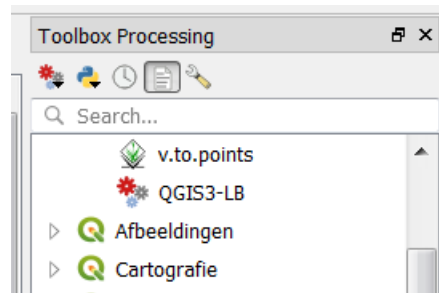 Toolbox Processing
Search...
v.to.points
QGIS3-LB
Afbeeldingen
Cartografie